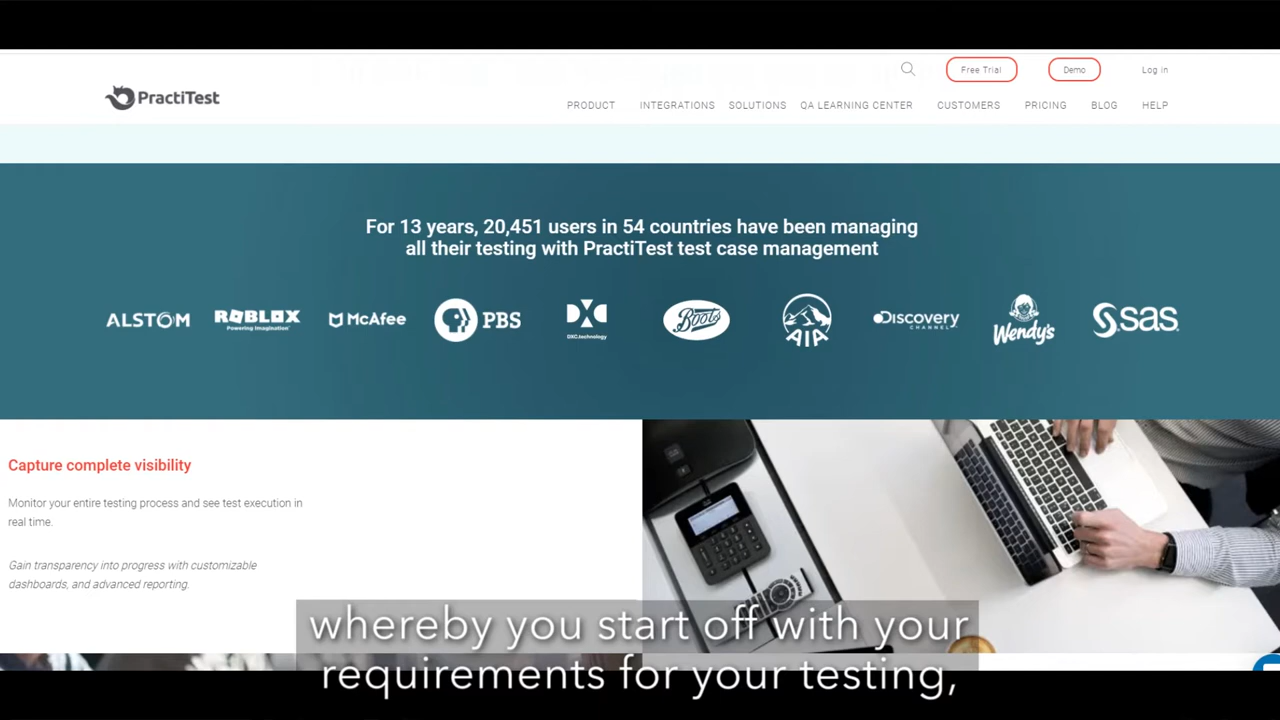 Free Trial
Demo
Log In
PractiTest
PRODUCT
INTEGRATIONS
SOLUTIONS
QA LEARNING CENTER
CUSTOMERS
PRICING
BLOG
HELP
For 13 years, 20,451 users in 54 countries have been managing
all their testing with PractiTest test case management
ALSTOM
ROBLOX
Powering Imagination
McAfee
PBS
DXC.technology
Boots
AIA
Discovery
CHANNEL
Wendy's
sas
Capture complete visibility
Monitor your entire testing process and see test execution in
real time.
Gain transparency into progress with customizable
dashboards, and advanced reporting.
whereby you start off with your
requirements for your testing,